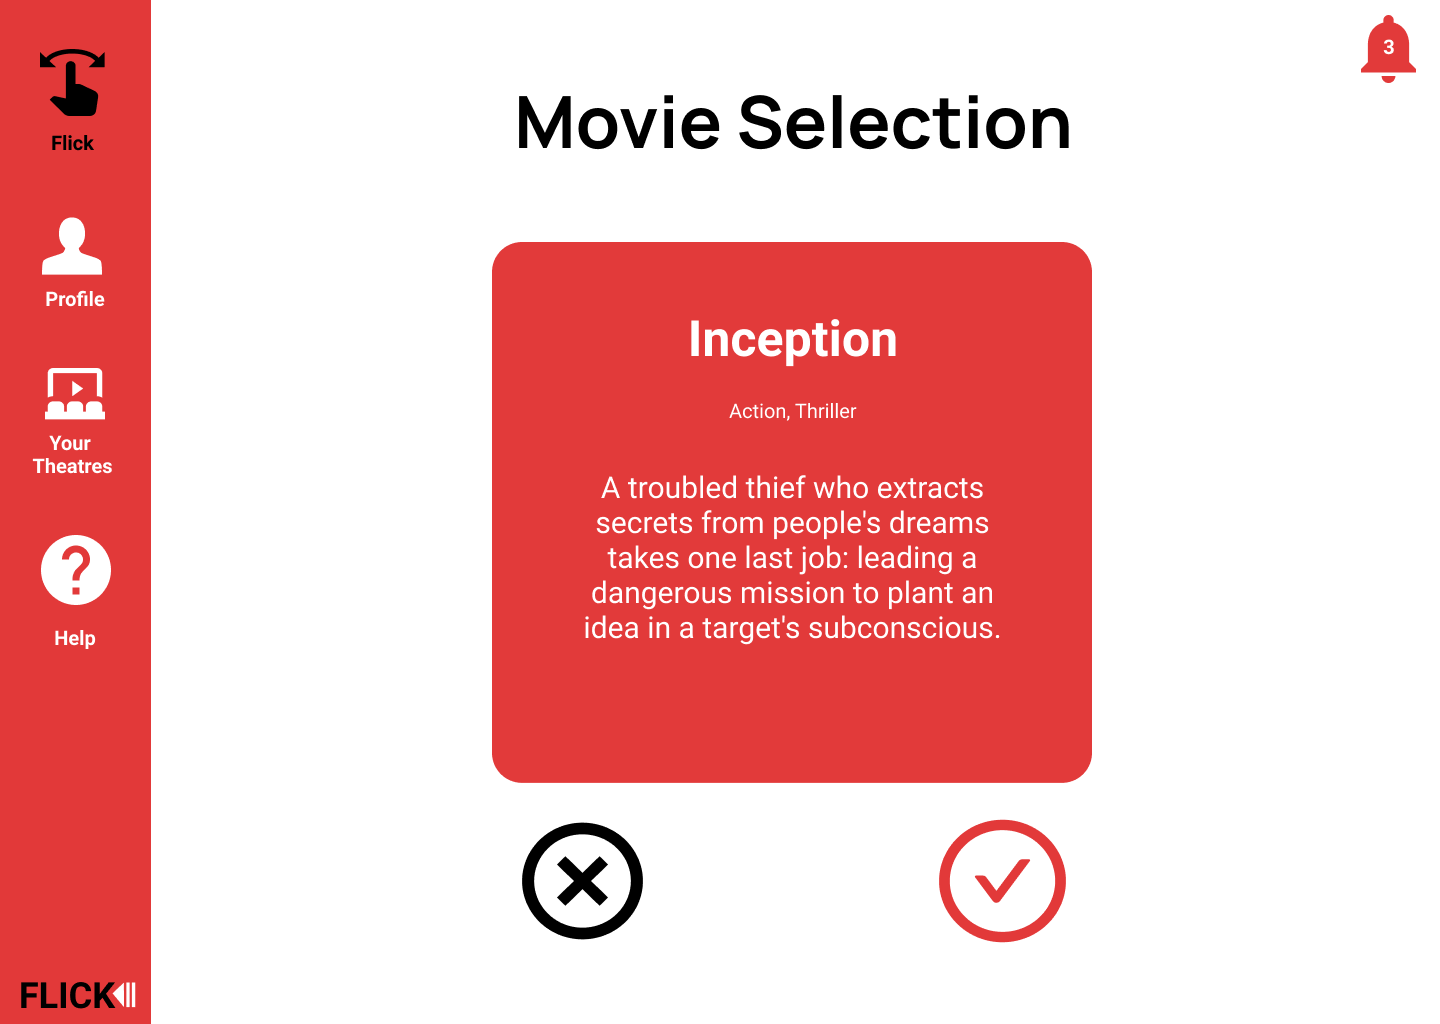 Flick
Profile
Your
Theatres
Help
FLICK
3
Movie Selection
Inception
Action, Thriller
A troubled thief who extracts
secrets from people's dreams
takes one last job: leading a
dangerous mission to plant an
idea in a target's subconscious.